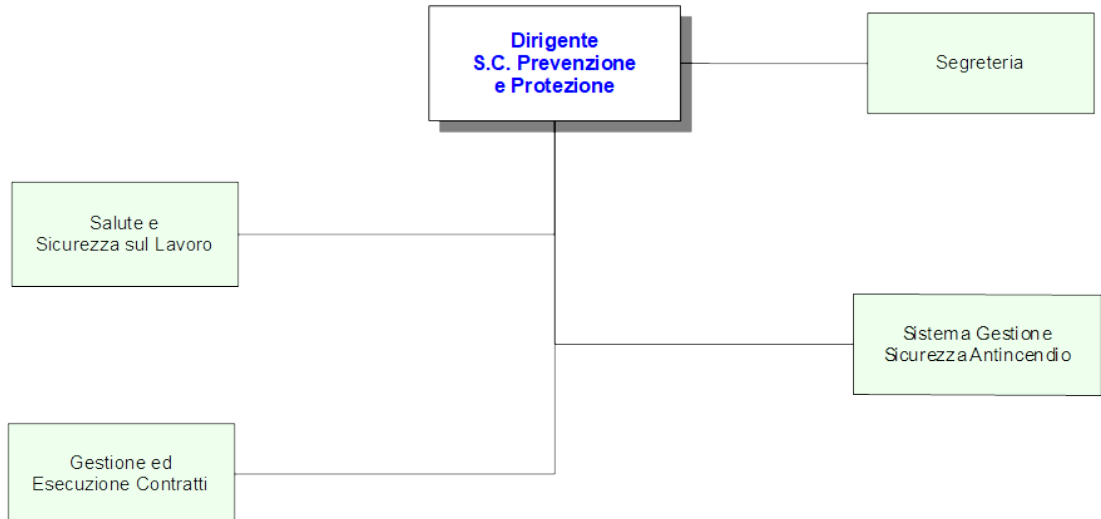 Dirigente
S.C. Prevenzione
e Protezione
Segreteria
Salute e
Sicurezza sul Lavoro
Sistema Gestione
Sicurezza Antincendio
Gestione ed
Esecuzione Contratti